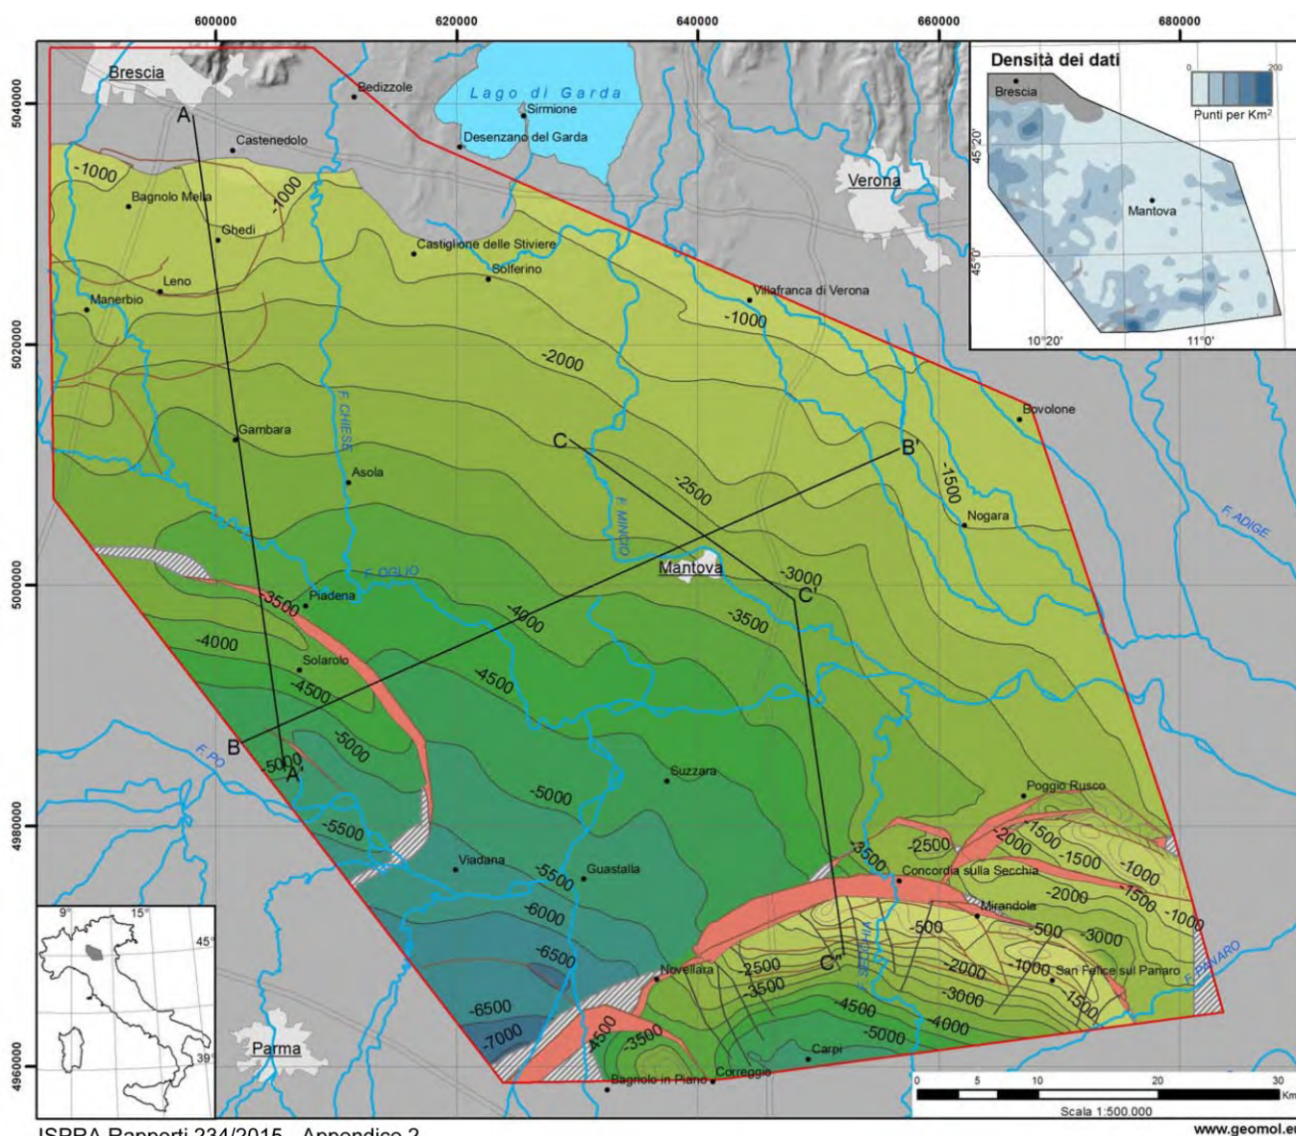 600000
620000
640000
660000
680000
5040000
5020000
5000000
4980000
4960000
Brescia
Bedizzole
Lago di Garda
Sirmione
Desenzano del Garda
A
Castenedolo
Verona
-1000
-1000
Bagnolo Mella
Ghedi
Castiglione delle Stiviere
Solferino
Leno
Manerbio
Villafranca di Verona
-1000
-2000
Bovolone
F. CHIESE
Gambara
C
B'
Asola
-2500
-1500
F. MINCIO
Nogara
F. ADIGE
Mantova
F. OGLIO
-3000
C'
-3500
Piadena
-3500
-4000
-4000
Solarolo
-4500
-4500
B
-5000
-5000
A'
F. PO
Suzzara
-5000
Poggio Rusco
-5500
-1500
-2000
-1500
-1000
-3500
-2500
Viadana
-5500
Guastalla
Concordia sulla Secchia
-2000
-1500
-1000
-6000
Mirandola
-500
-500
-3000
-6500
C"
-2500
-2000
-1000
San Felice sul Panaro
F. PANARO
Novellara
-3500
-3000
-1500
-6500
-4500
-4000
-7000
-4500
-3500
-5000
Carpi
Parma
Correggio
Bagnolo in Piano
Densità dei dati
0
200
Punti per Km2
Brescia
Mantova
45°20'
45°0'
10°20'
11°0'
9°
15°
45°
39°
0
5
10
20
30
Km
Scala 1:500.000
ISPRA Rapporti 234/2015 - Appendice 2
www.geomol.eu